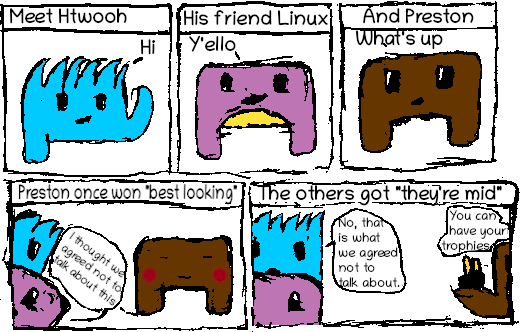 Meet Htwooh
Hi
His friend Linux
Y'ello
And Preston
What's up
Preston once won "best looking"
I thought we
agreed not to
talk about this
The others got "they're mid"
No, that
is what
we agreed
not to
talk about.
You can
have your
trophies